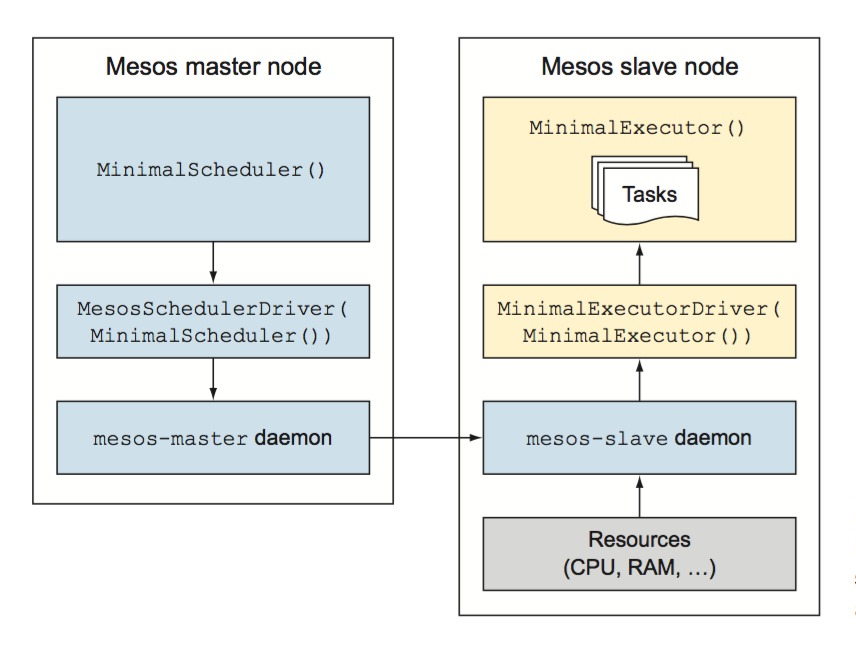 Mesos master node
MinimalScheduler()
MesosSchedulerDriver(
MinimalScheduler())
mesos-master daemon
Mesos slave node
MinimalExecutor()
Tasks
MinimalExecutorDriver(
MinimalExecutor())
mesos-slave daemon
Resources
(CPU, RAM, …)